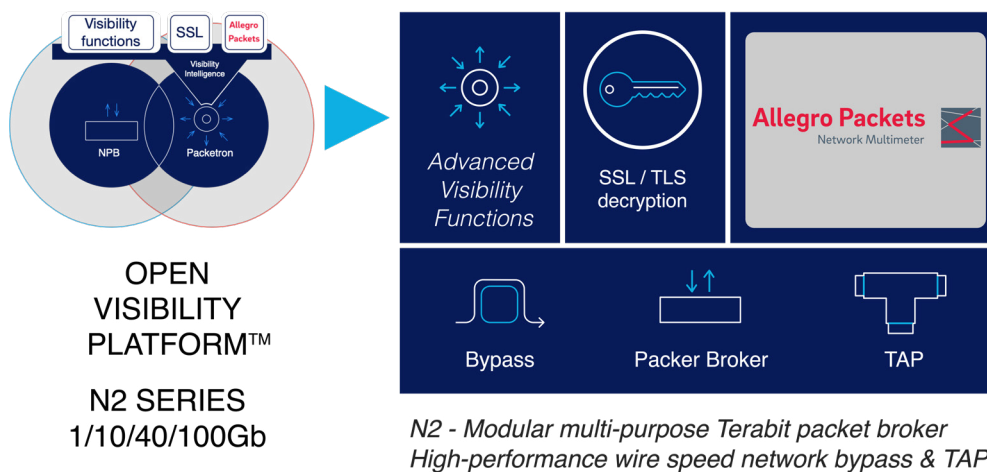 Visibility
functions
SSL
Allegro
Packets
Visibility
Intelligence
NPB
Packetron
OPEN
VISIBILITY
PLATFORM™
N2 SERIES
1/10/40/100Gb
Advanced
Visibility
Functions
SSL / TLS
decryption
Allegro Packets
Network Multimeter
Bypass
Packer Broker
TAP
N2 - Modular multi-purpose Terabit packet broker
High-performance wire speed network bypass & TAP